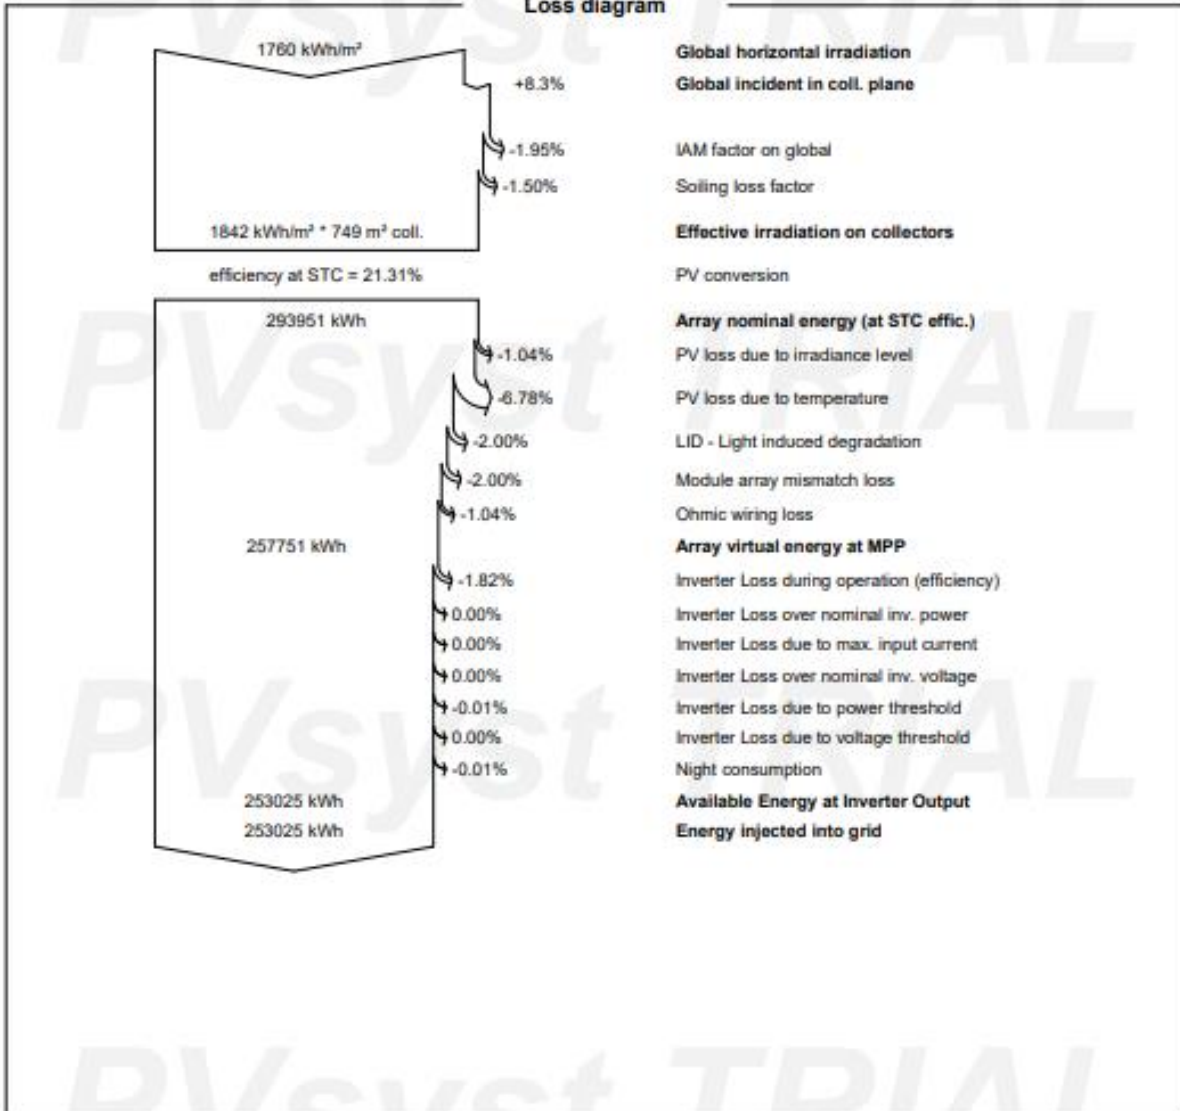 Loss diagram
1760 kWh/m² Global horizontal irradiation
+8.3% Global incident in coll. plane
-1.95% IAM factor on global
-1.50% Soiling loss factor
1842 kWh/m² * 749 m² coll. Effective irradiation on collectors
efficiency at STC = 21.31% PV conversion
293951 kWh Array nominal energy (at STC effic.)
-1.04% PV loss due to irradiance level
-6.78% PV loss due to temperature
-2.00% LID - Light induced degradation
-2.00% Module array mismatch loss
-1.04% Ohmic wiring loss
257751 kWh Array virtual energy at MPP
-1.82% Inverter Loss during operation (efficiency)
0.00% Inverter Loss over nominal inv. power
0.00% Inverter Loss due to max. input current
0.00% Inverter Loss over nominal inv. voltage
-0.01% Inverter Loss due to power threshold
0.00% Inverter Loss due to voltage threshold
-0.01% Night consumption
253025 kWh Available Energy at Inverter Output
253025 kWh Energy injected into grid
PVsyst TRIAL
PVsyst TRIAL
PVsyst TRIAL
PVsyst TRIAL